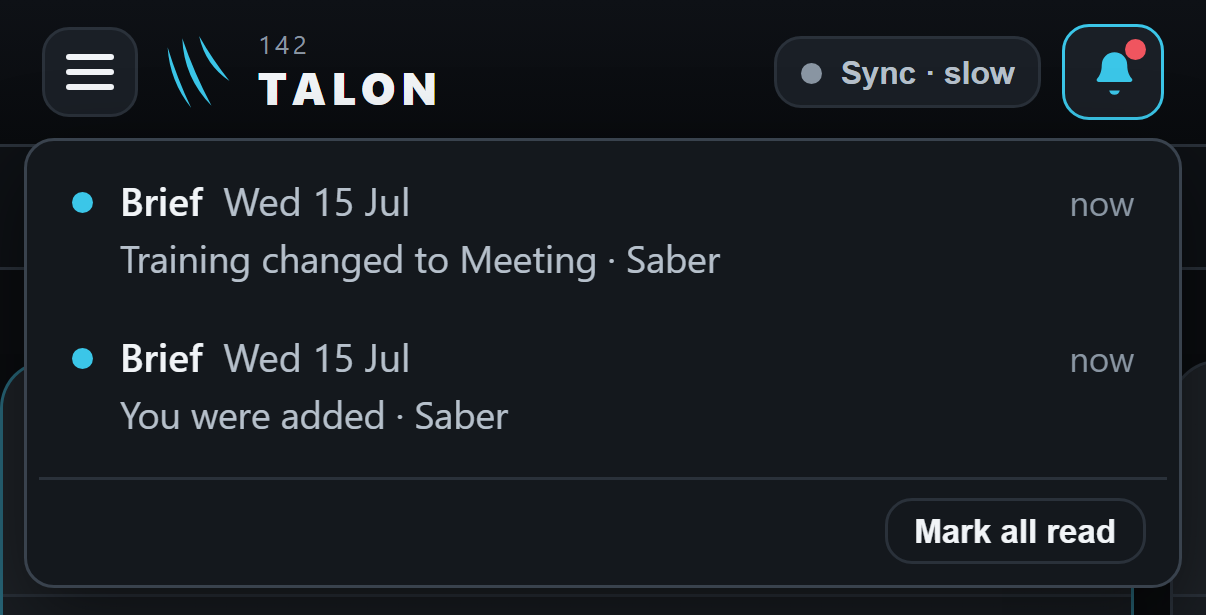 142
TALON
Sync · slow
Brief Wed 15 Jul now
Training changed to Meeting · Saber
Brief Wed 15 Jul now
You were added · Saber
Mark all read